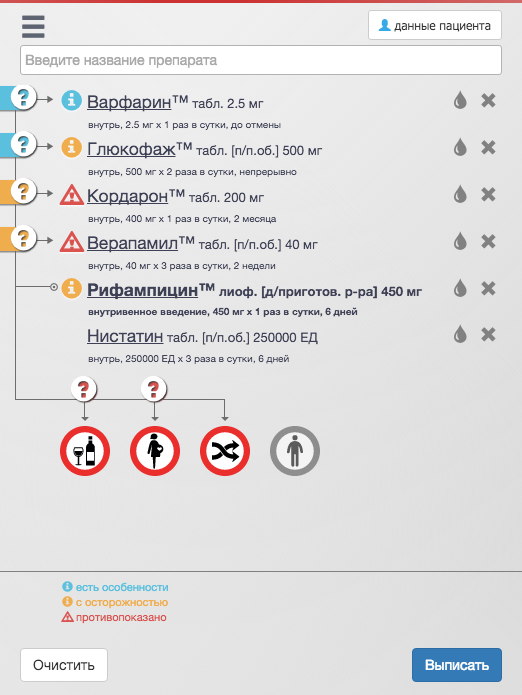 данные пациента
Введите название препарата
? Варфарин™ табл. 2.5 мг
внутрь, 2.5 мг х 1 раз в сутки, до отмены
? Глюкофаж™ табл. [п/п.об.] 500 мг
внутрь, 500 мг х 2 раза в сутки, непрерывно
? Кордарон™ табл. 200 мг
внутрь, 400 мг х 1 раз в сутки, 2 месяца
? Верапамил™ табл. [п/п.об.] 40 мг
внутрь, 40 мг х 3 раза в сутки, 2 недели
Рифампицин™ лиоф. [д/приготов. р-ра] 450 мг
внутривенное введение, 450 мг х 1 раз в сутки, 6 дней
Нистатин табл. [п/п.об.] 250000 ЕД
внутрь, 250000 ЕД х 3 раза в сутки, 6 дней
? ?
есть особенности
с осторожностью
противопоказано
Очистить Выписать